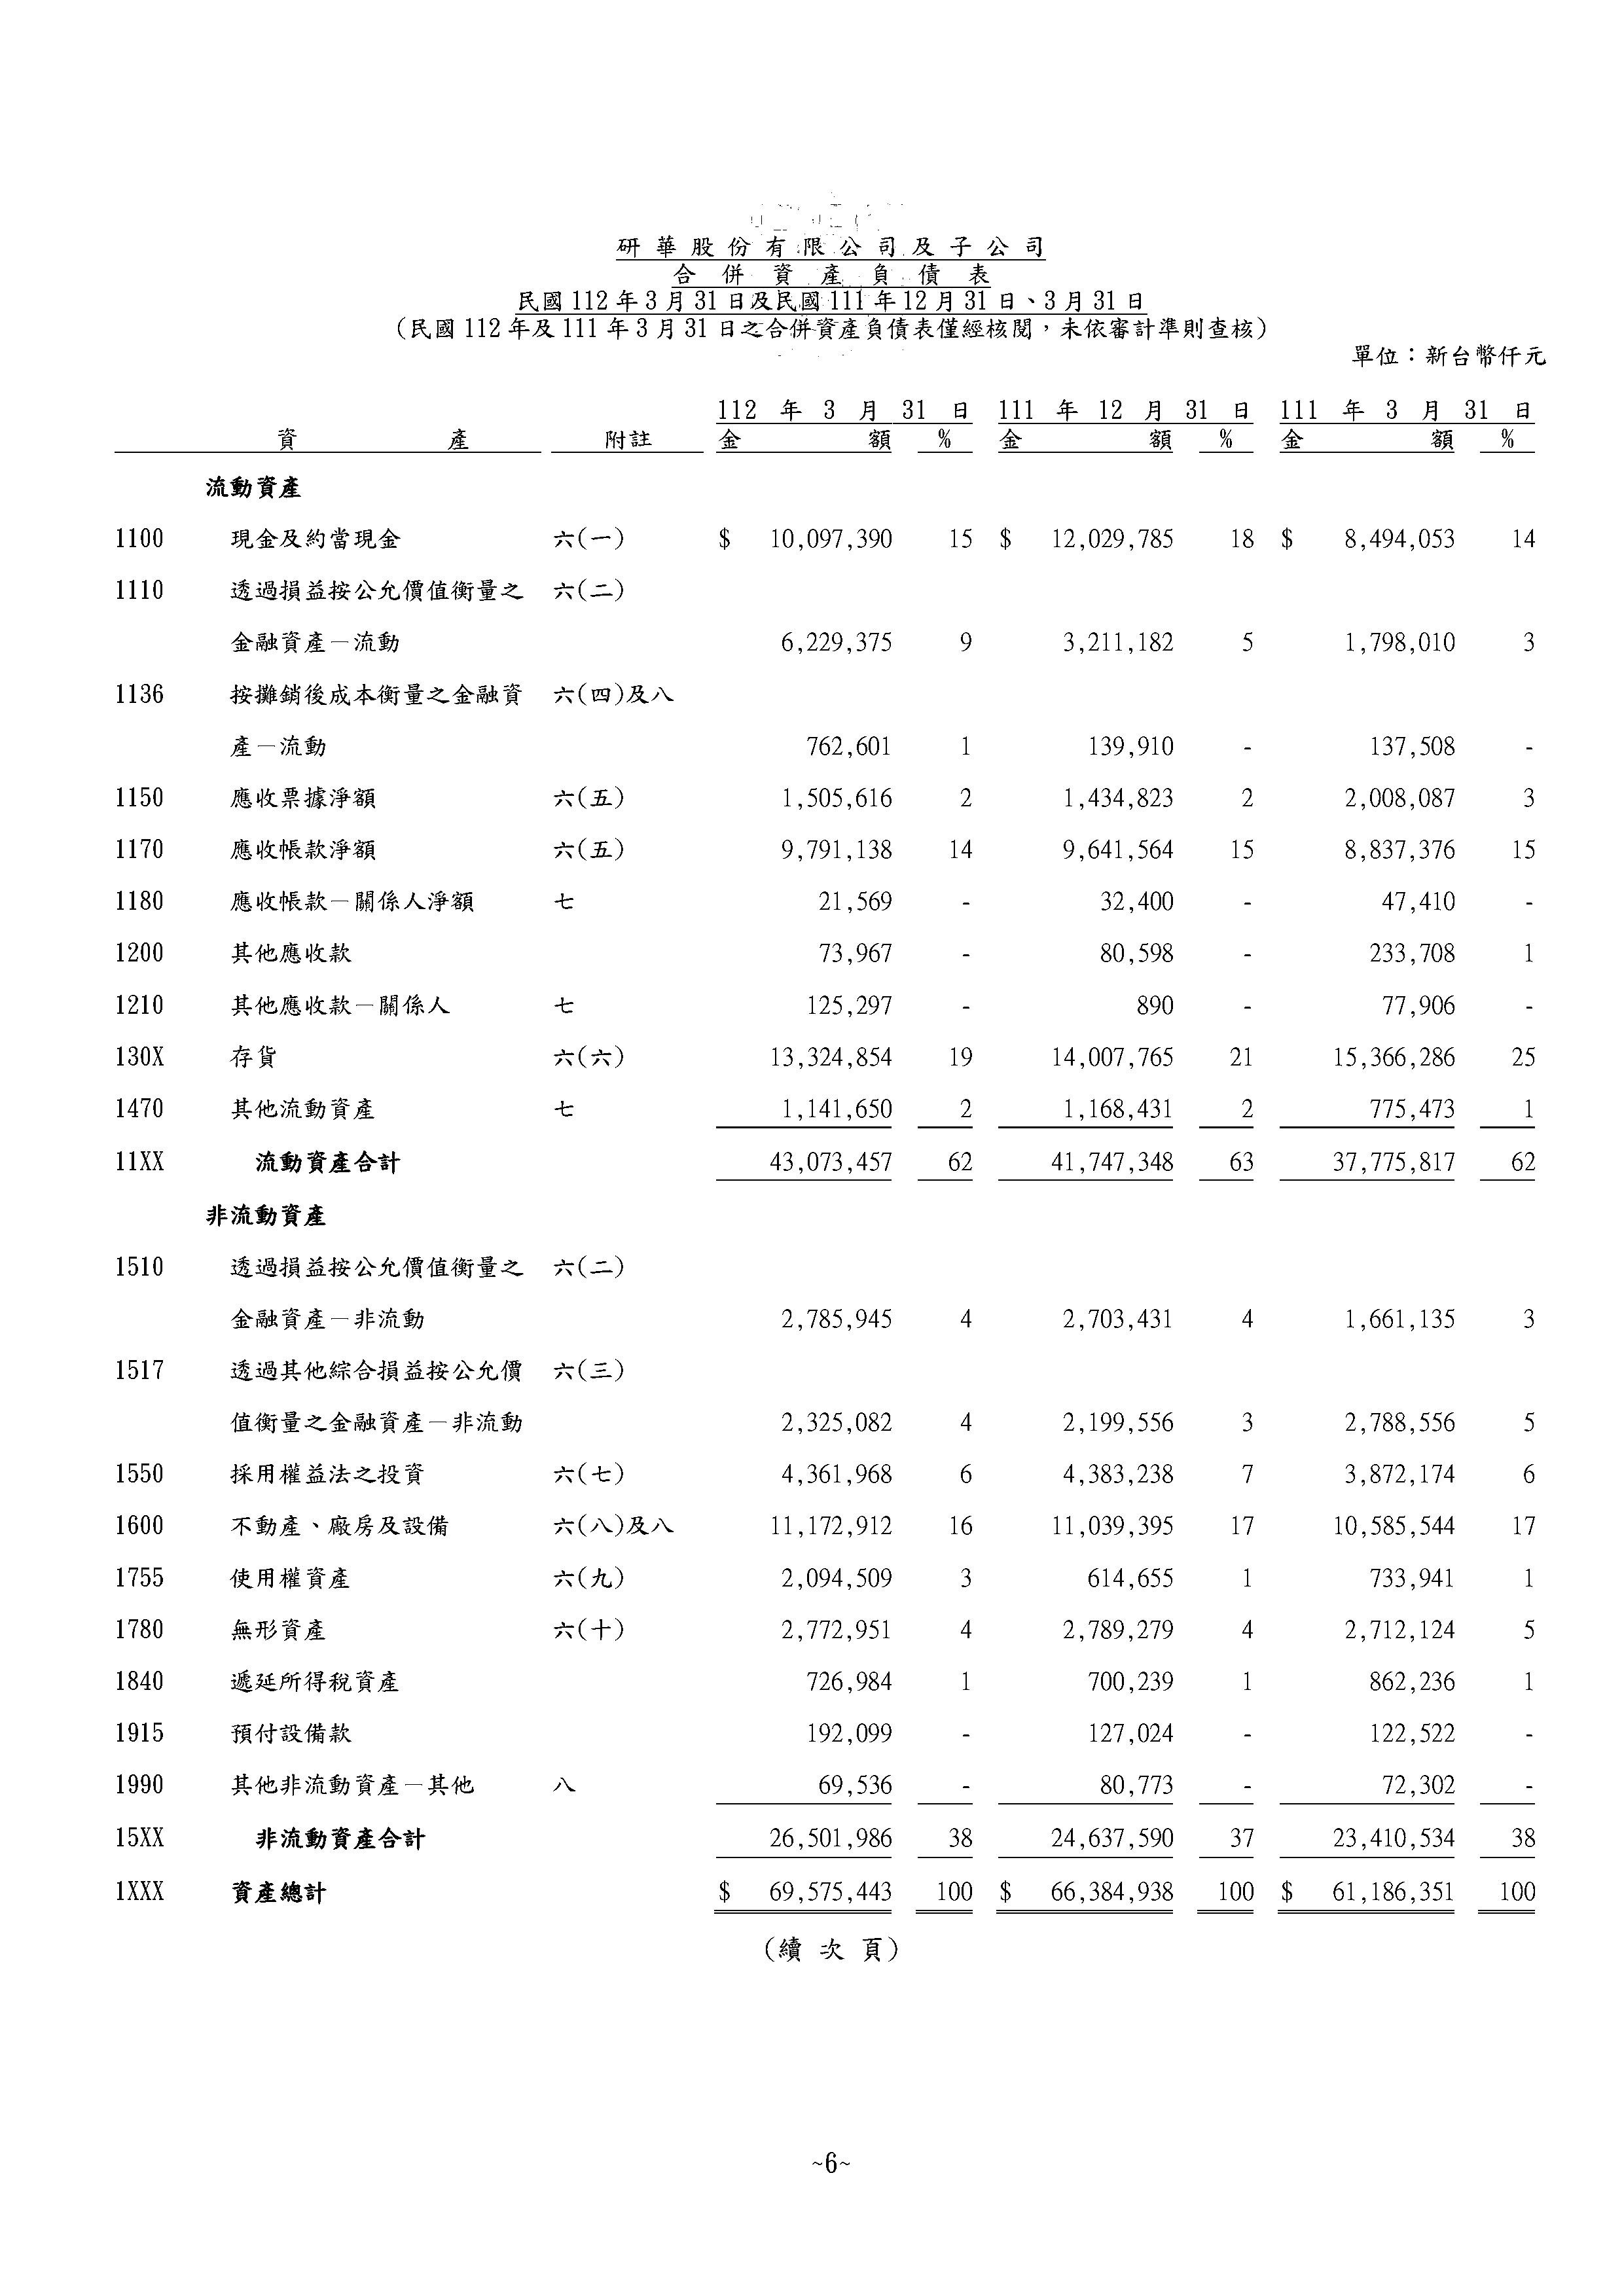 研華股份有限公司及子公司
合併資產負債表
民國112年3月31日及民國111年12月31日、3月31日
(民國112年及111年3月31日之合併資產負債表僅經核閱,未依審計準則查核)
單位:新台幣仟元
112 年 3 月 31 日 111 年 12 月 31 日 111 年 3 月 31 日
資 產 附註 金 額 % 金 額 % 金 額 %
流動資產
1100 現金及約當現金 六(一) $ 10,097,390 15 $ 12,029,785 18 $ 8,494,053 14
1110 透過損益按公允價值衡量之 六(二)
金融資產-流動 6,229,375 9 3,211,182 5 1,798,010 3
1136 按攤銷後成本衡量之金融資 六(四)及八
產-流動 762,601 1 139,910 - 137,508 -
1150 應收票據淨額 六(五) 1,505,616 2 1,434,823 2 2,008,087 3
1170 應收帳款淨額 六(五) 9,791,138 14 9,641,564 15 8,837,376 15
1180 應收帳款-關係人淨額 七 21,569 - 32,400 - 47,410 -
1200 其他應收款 73,967 - 80,598 - 233,708 1
1210 其他應收款-關係人 七 125,297 - 890 - 77,906 -
130X 存貨 六(六) 13,324,854 19 14,007,765 21 15,366,286 25
1470 其他流動資產 七 1,141,650 2 1,168,431 2 775,473 1
11XX 流動資產合計 43,073,457 62 41,747,348 63 37,775,817 62
非流動資產
1510 透過損益按公允價值衡量之 六(二)
金融資產-非流動 2,785,945 4 2,703,431 4 1,661,135 3
1517 透過其他綜合損益按公允價 六(三)
值衡量之金融資產-非流動 2,325,082 4 2,199,556 3 2,788,556 5
1550 採用權益法之投資 六(七) 4,361,968 6 4,383,238 7 3,872,174 6
1600 不動產、廠房及設備 六(八)及八 11,172,912 16 11,039,395 17 10,585,544 17
1755 使用權資產 六(九) 2,094,509 3 614,655 1 733,941 1
1780 無形資產 六(十) 2,772,951 4 2,789,279 4 2,712,124 5
1840 遞延所得稅資產 726,984 1 700,239 1 862,236 1
1915 預付設備款 192,099 - 127,024 - 122,522 -
1990 其他非流動資產-其他 八 69,536 - 80,773 - 72,302 -
15XX 非流動資產合計 26,501,986 38 24,637,590 37 23,410,534 38
1XXX 資產總計 $ 69,575,443 100 $ 66,384,938 100 $ 61,186,351 100
(續次頁)
~6~